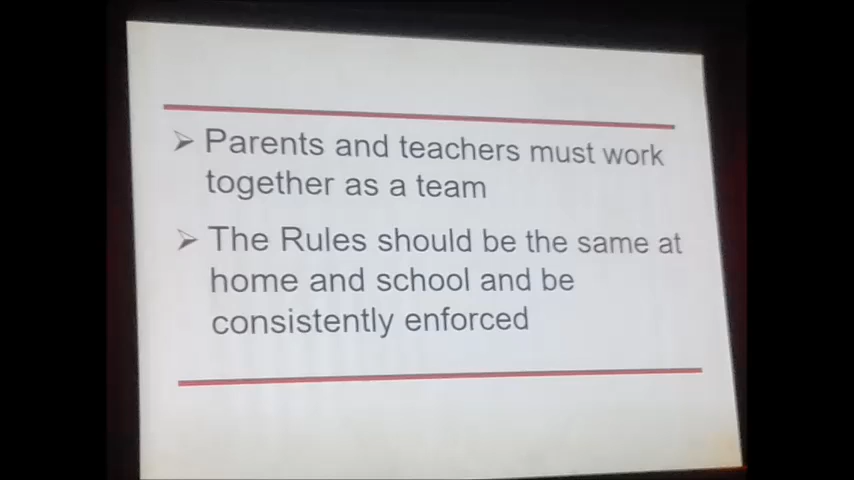 ➢ Parents and teachers must work
together as a team
➢ The Rules should be the same at
home and school and be
consistently enforced